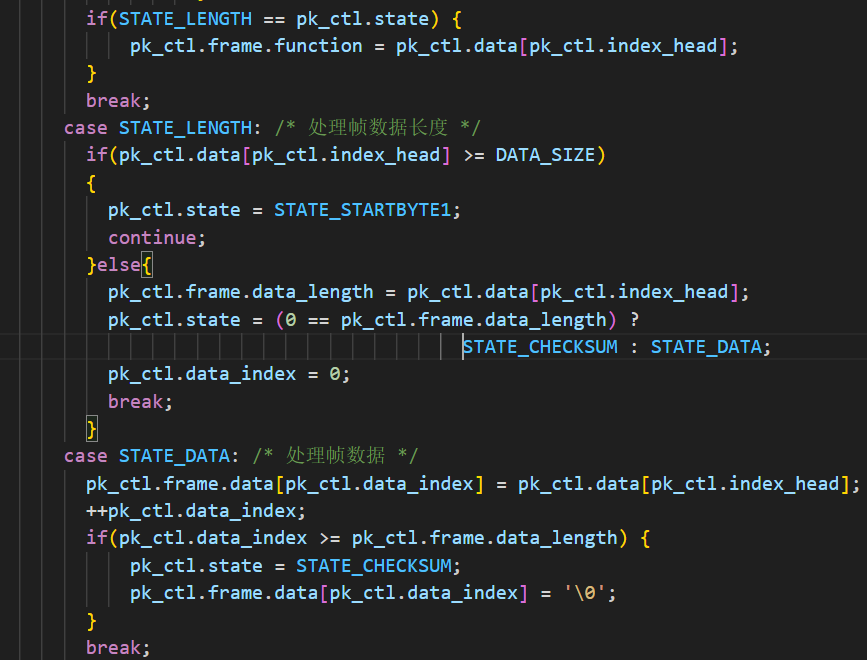 if(STATE_LENGTH == pk_ctl.state) {
pk_ctl.frame.function = pk_ctl.data[pk_ctl.index_head];
}
break;
case STATE_LENGTH: /* 处理帧数据长度 */
if(pk_ctl.data[pk_ctl.index_head] >= DATA_SIZE)
{
pk_ctl.state = STATE_STARTBYTE1;
continue;
}else{
pk_ctl.frame.data_length = pk_ctl.data[pk_ctl.index_head];
pk_ctl.state = (0 == pk_ctl.frame.data_length) ?
STATE_CHECKSUM : STATE_DATA;
pk_ctl.data_index = 0;
break;
}
case STATE_DATA: /* 处理帧数据 */
pk_ctl.frame.data[pk_ctl.data_index] = pk_ctl.data[pk_ctl.index_head];
++pk_ctl.data_index;
if(pk_ctl.data_index >= pk_ctl.frame.data_length) {
pk_ctl.state = STATE_CHECKSUM;
pk_ctl.frame.data[pk_ctl.data_index] = '\0';
}
break;